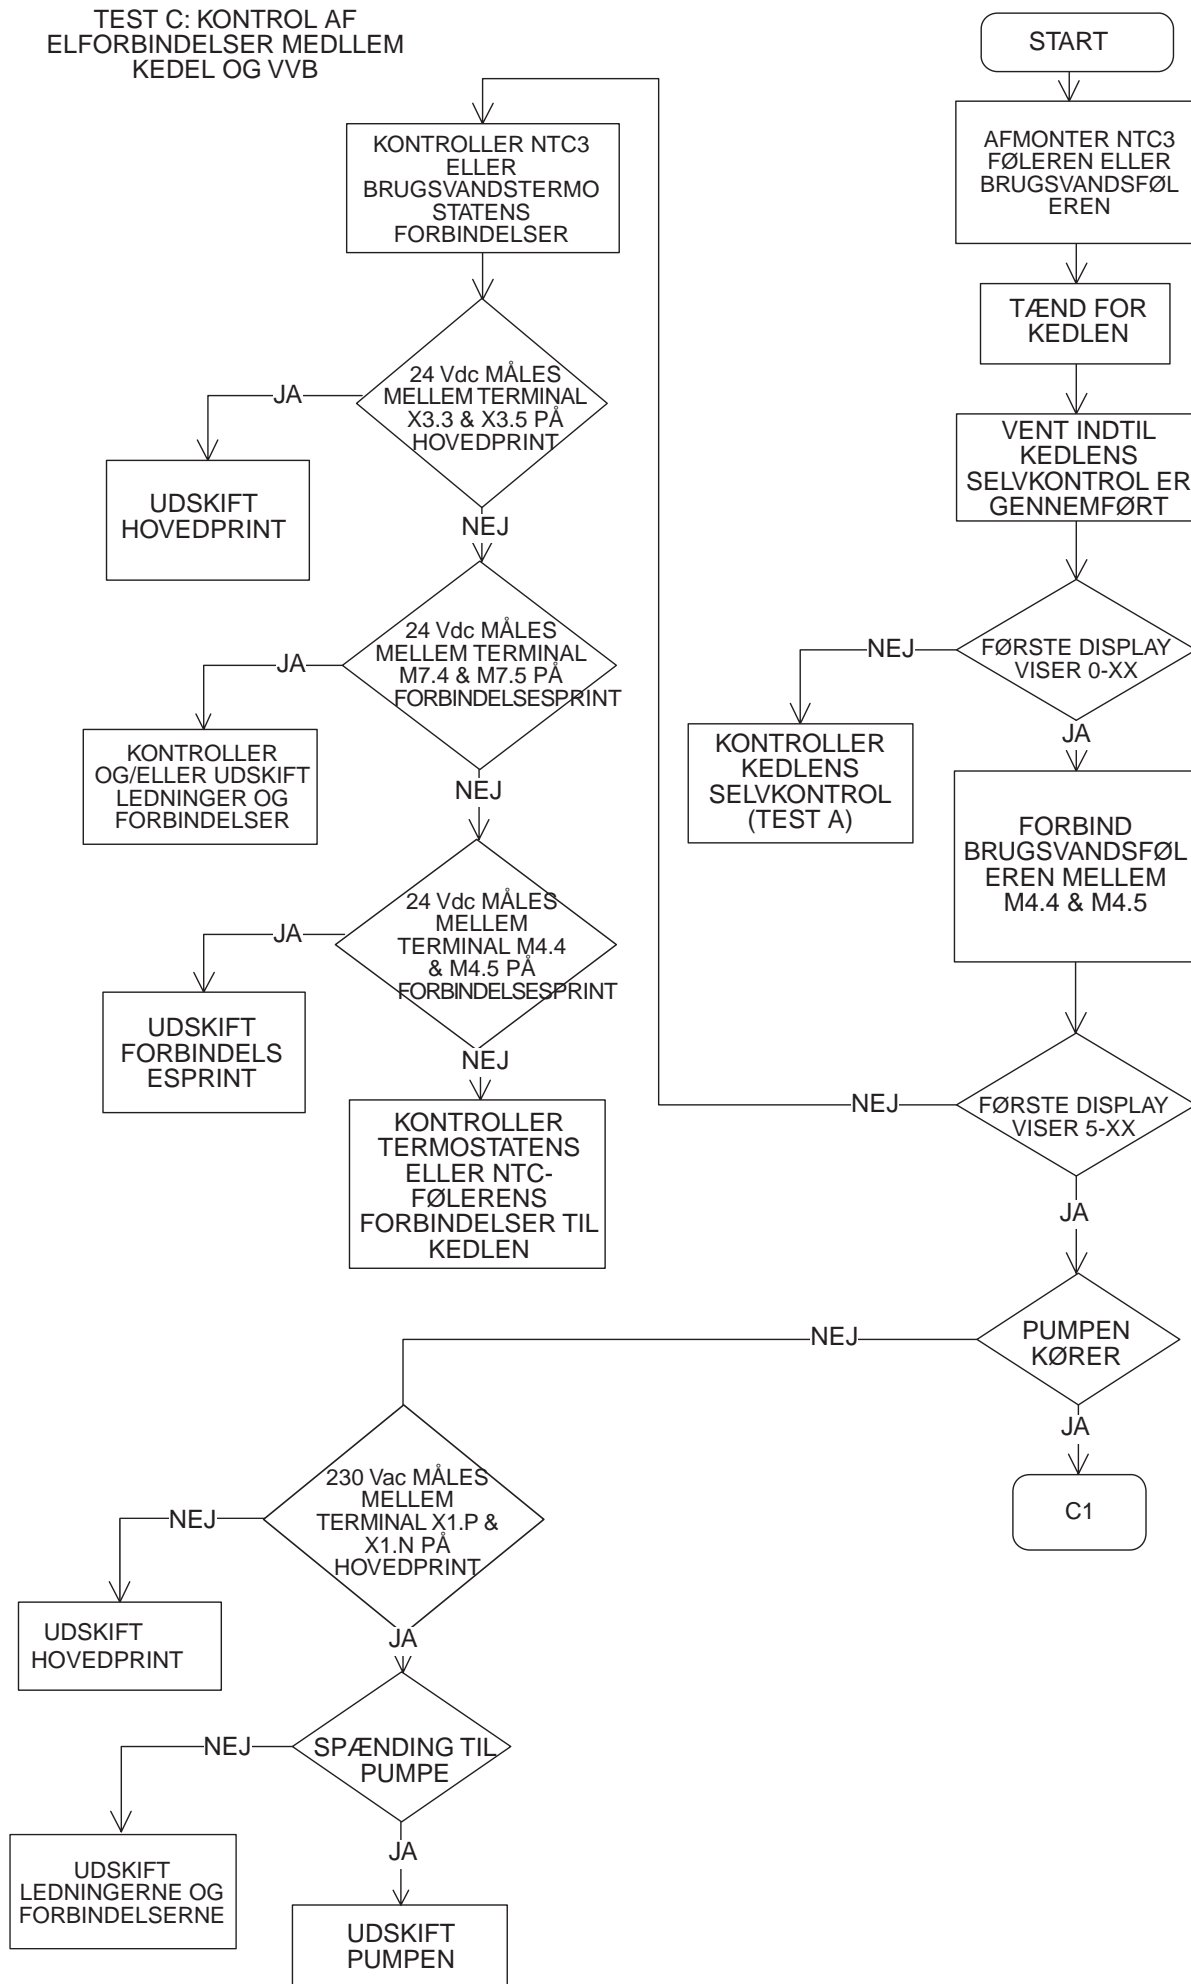 TEST C: KONTROL AF
ELFORBINDELSER MEDLLEM
KEDEL OG VVB
START
AFMONTER NTC3
FØLEREN ELLER
BRUGSVANDSFØL
EREN
TÆND FOR
KEDLEN
VENT INDTIL
KEDLENS
SELVKONTROL ER
GENNEMFØRT
FØRSTE DISPLAY
VISER 0-XX
NEJ
JA
KONTROLLER
KEDLENS
SELVKONTROL
(TEST A)
FORBIND
BRUGSVANDSFØL
EREN MELLEM
M4.4 & M4.5
FØRSTE DISPLAY
VISER 5-XX
NEJ
JA
KONTROLLER NTC3
ELLER
BRUGSVANDSTERMO
STATENS
FORBINDELSER
24 Vdc MÅLES
MELLEM TERMINAL
X3.3 & X3.5 PÅ
HOVEDPRINT
JA
NEJ
UDSKIFT
HOVEDPRINT
24 Vdc MÅLES
MELLEM TERMINAL
M7.4 & M7.5 PÅ
FORBINDELSESPRINT
JA
NEJ
KONTROLLER
OG/ELLER UDSKIFT
LEDNINGER OG
FORBINDELSER
24 Vdc MÅLES
MELLEM
TERMINAL M4.4
& M4.5 PÅ
FORBINDELSESPRINT
JA
NEJ
UDSKIFT
FORBINDELS
ESPRINT
KONTROLLER
TERMOSTATENS
ELLER NTC-
FØLERENS
FORBINDELSER TIL
KEDLEN
PUMPEN
KØRER
NEJ
JA
C1
230 Vac MÅLES
MELLEM
TERMINAL X1.P &
X1.N PÅ
HOVEDPRINT
NEJ
JA
UDSKIFT
HOVEDPRINT
SPÆNDING TIL
PUMPE
NEJ
JA
UDSKIFT
LEDNINGERNE OG
FORBINDELSERNE
UDSKIFT
PUMPEN